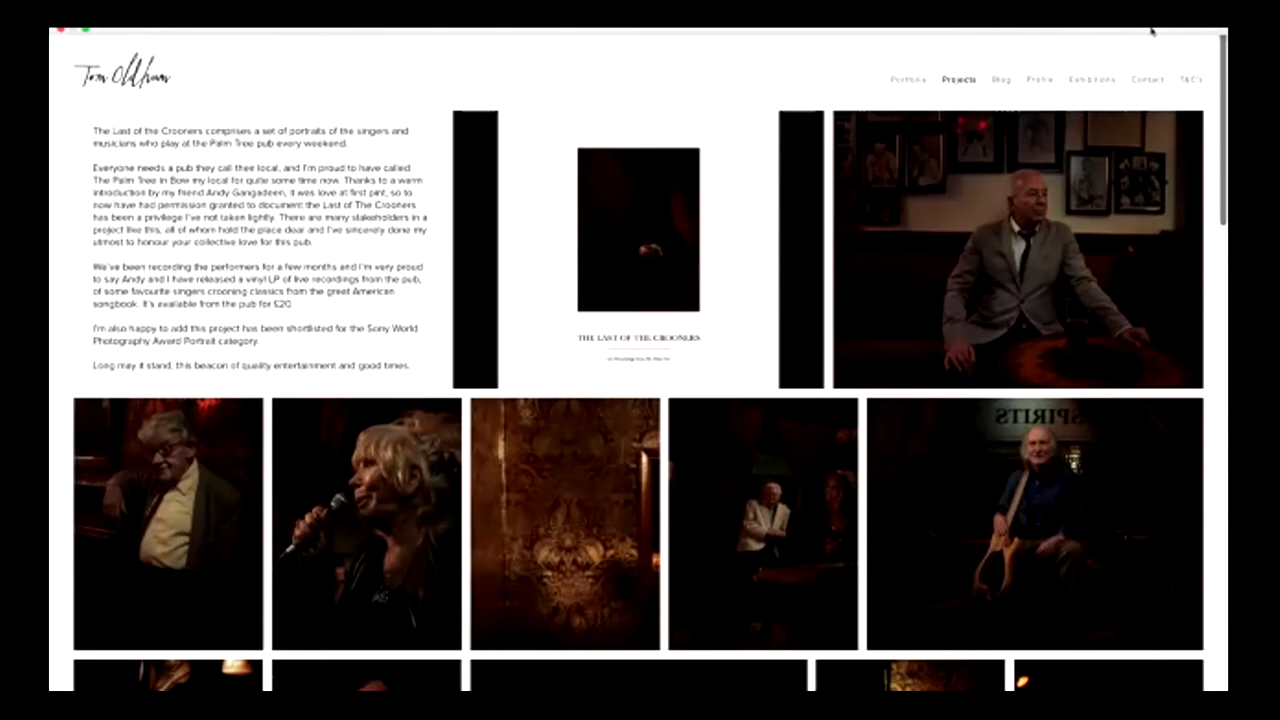 Tom Oldham
Portfolio Projects Blog Profile Exhibitions Contact T&C's
The Last of the Crooners comprises a set of portraits of the singers and
musicians who play at the Palm Tree pub every weekend.
Everyone needs a pub they call their local, and I'm proud to have called
The Palm Tree in Bow my local for quite some time now. Thanks to a warm
introduction by my friend Andy Gangadeen, it was love at first pint, so to
now have had permission granted to document the Last of The Crooners
has been a privilege I've not taken lightly. There are many stakeholders in a
project like this, all of whom hold the place dear and I've sincerely done my
utmost to honour your collective love for this pub.
We've been recording the performers for a few months and I'm very proud
to say Andy and I have released a vinyl LP of live recordings from the pub,
of some favourite singers crooning classics from the great American
songbook. It's available from the pub for £20.
I'm also happy to add this project has been shortlisted for the Sony World
Photography Award Portrait category.
Long may it stand, this beacon of quality entertainment and good times.
THE LAST OF THE CROONERS
SPIRITS